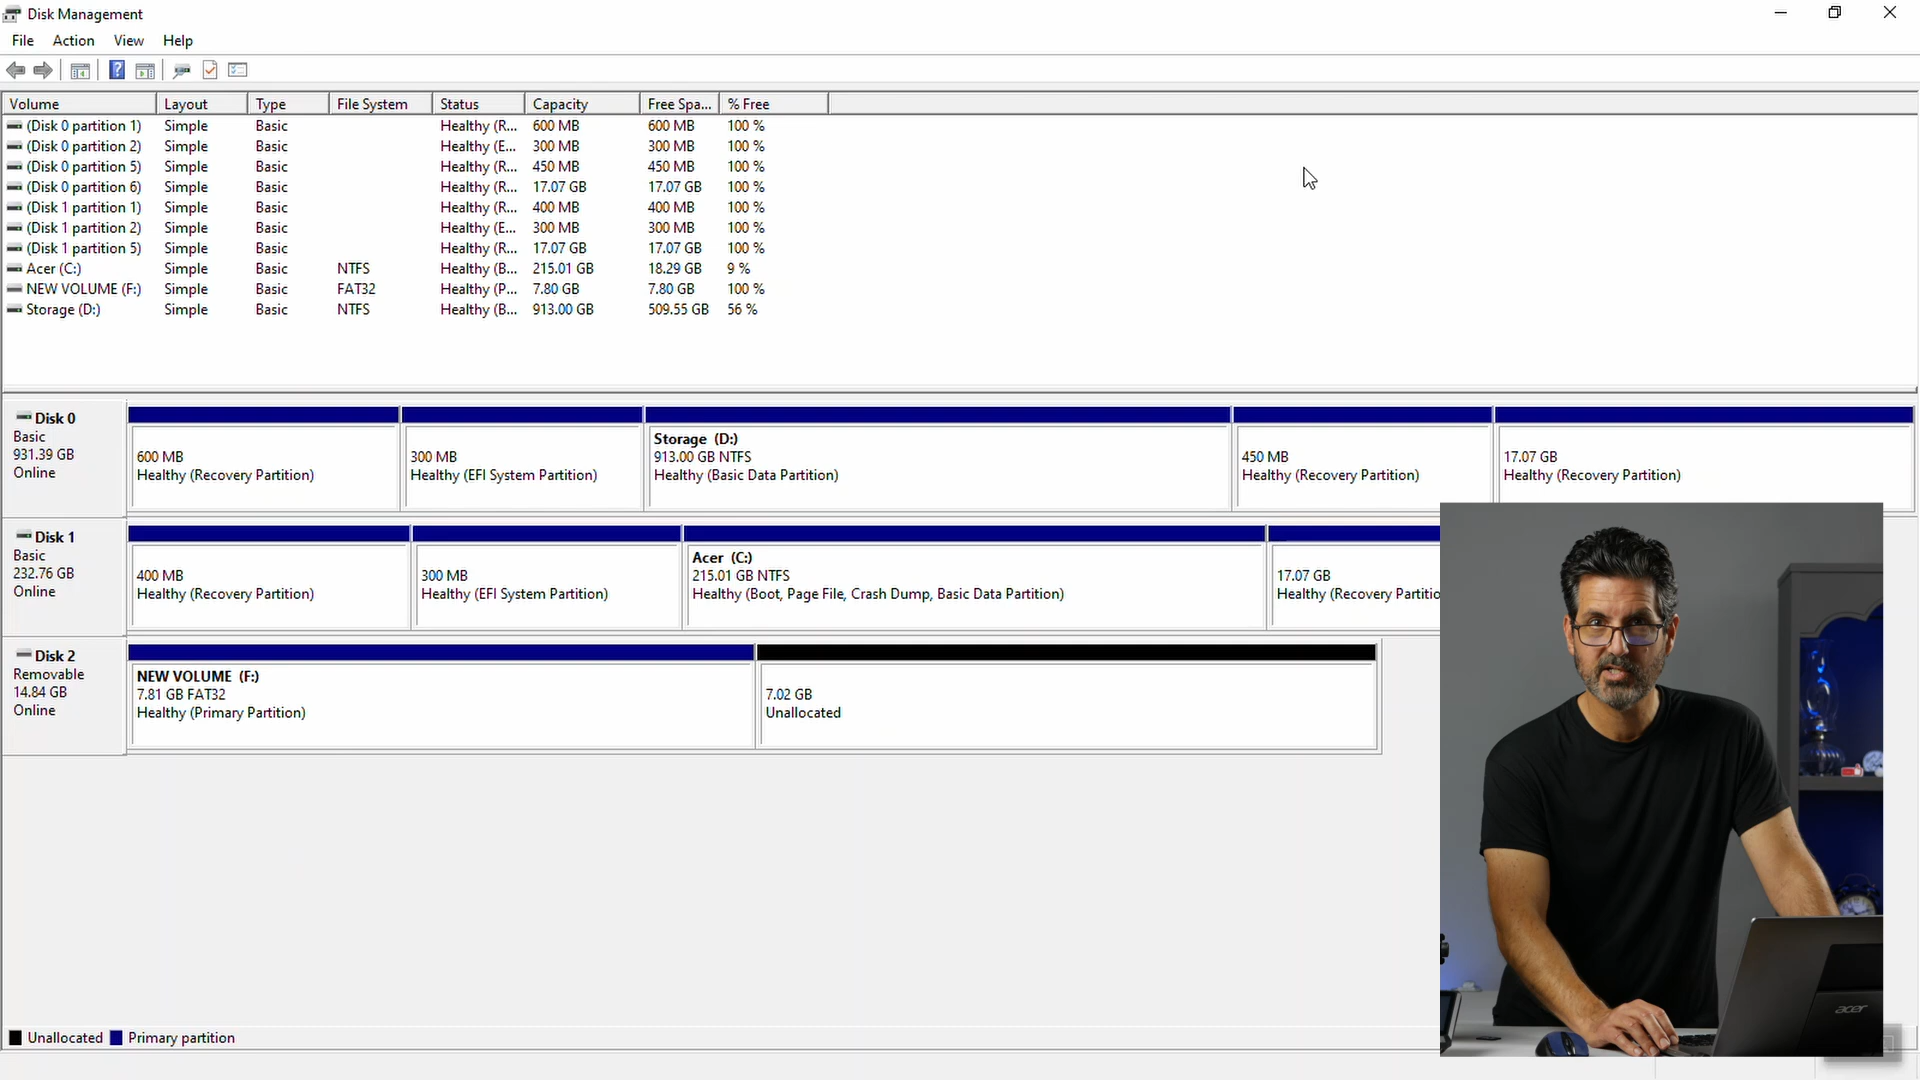 Disk Management
File Action View Help
Volume Layout Type File System Status Capacity Free Spa... % Free
(Disk 0 partition 1) Simple Basic Healthy (R... 600 MB 600 MB 100 %
(Disk 0 partition 2) Simple Basic Healthy (E... 300 MB 300 MB 100 %
(Disk 0 partition 5) Simple Basic Healthy (R... 450 MB 450 MB 100 %
(Disk 0 partition 6) Simple Basic Healthy (R... 17.07 GB 17.07 GB 100 %
(Disk 1 partition 1) Simple Basic Healthy (R... 400 MB 400 MB 100 %
(Disk 1 partition 2) Simple Basic Healthy (E... 300 MB 300 MB 100 %
(Disk 1 partition 5) Simple Basic Healthy (R... 17.07 GB 17.07 GB 100 %
Acer (C:) Simple Basic NTFS Healthy (B... 215.01 GB 18.29 GB 9 %
NEW VOLUME (F:) Simple Basic FAT32 Healthy (P... 7.80 GB 7.80 GB 100 %
Storage (D:) Simple Basic NTFS Healthy (B... 913.00 GB 509.55 GB 56 %
Disk 0
Basic
931.39 GB
Online
600 MB
Healthy (Recovery Partition)
300 MB
Healthy (EFI System Partition)
Storage (D:)
913.00 GB NTFS
Healthy (Basic Data Partition)
450 MB
Healthy (Recovery Partition)
17.07 GB
Healthy (Recovery Partition)
Disk 1
Basic
232.76 GB
Online
400 MB
Healthy (Recovery Partition)
300 MB
Healthy (EFI System Partition)
Acer (C:)
215.01 GB NTFS
Healthy (Boot, Page File, Crash Dump, Basic Data Partition)
17.07 GB
Healthy (Recovery Partitio
Disk 2
Removable
14.84 GB
Online
NEW VOLUME (F:)
7.81 GB FAT32
Healthy (Primary Partition)
7.02 GB
Unallocated
Unallocated Primary partition
acer